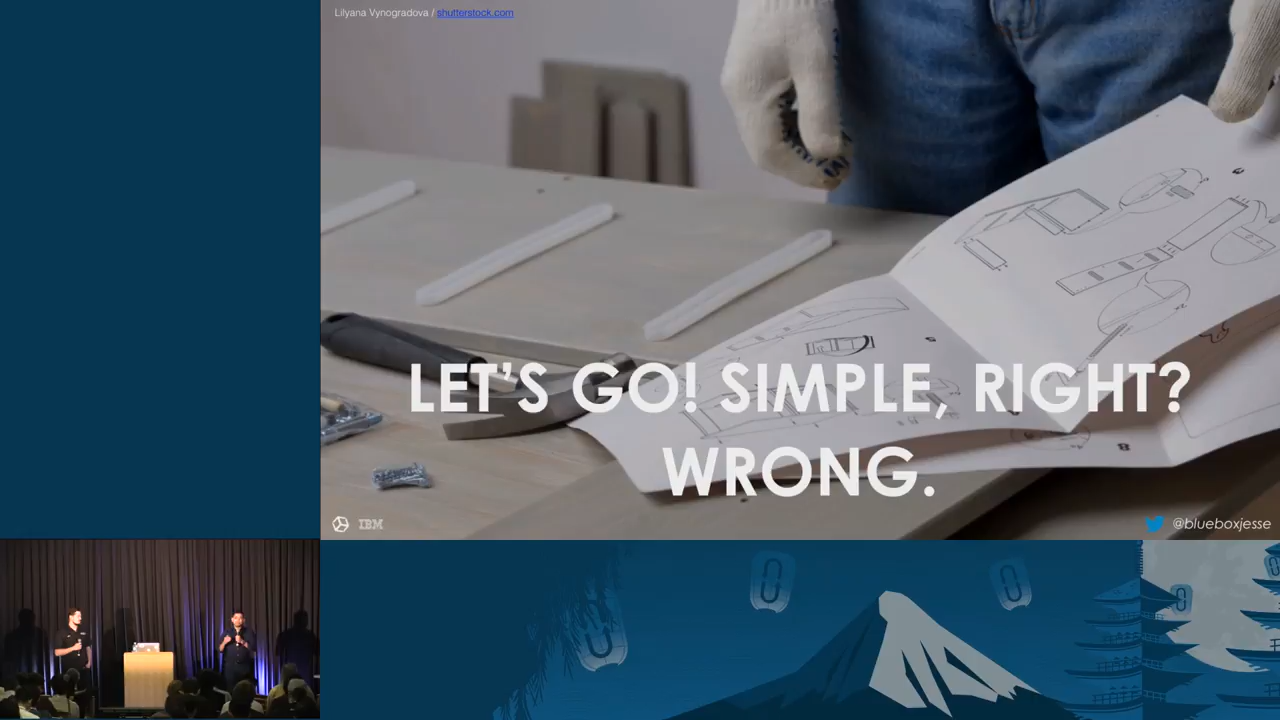 Lilyana Vynogradova / shutterstock.com
LET'S GO! SIMPLE, RIGHT?
WRONG.
IBM
@blueboxjesse